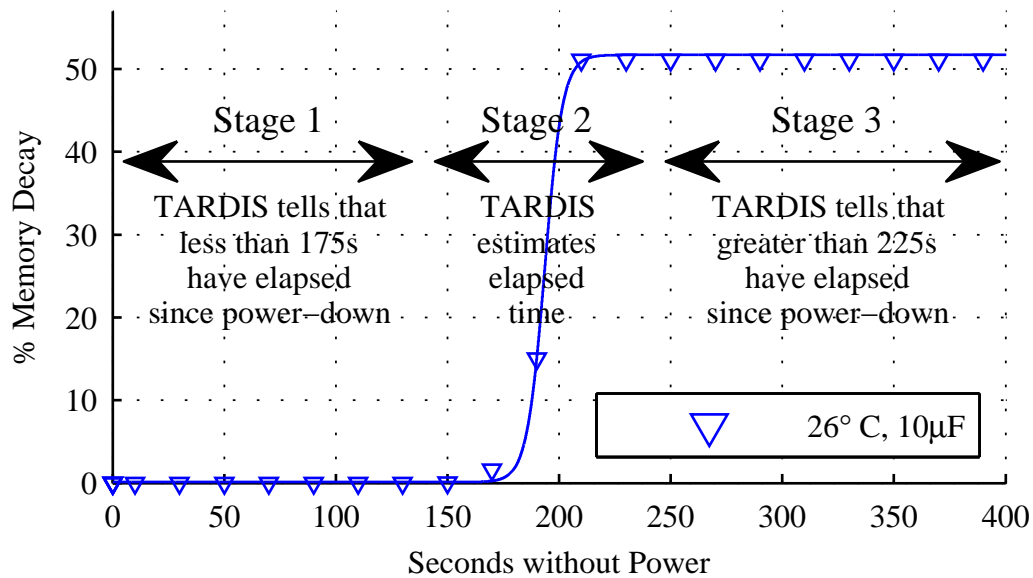 % Memory Decay
50
40
30
20
10
0
Stage 1
TARDIS tells that
less than 175s
have elapsed
since power−down
Stage 2
TARDIS
estimates
elapsed
time
Stage 3
TARDIS tells that
greater than 225s
have elapsed
since power−down
26° C, 10μF
0 50 100 150 200 250 300 350 400
Seconds without Power